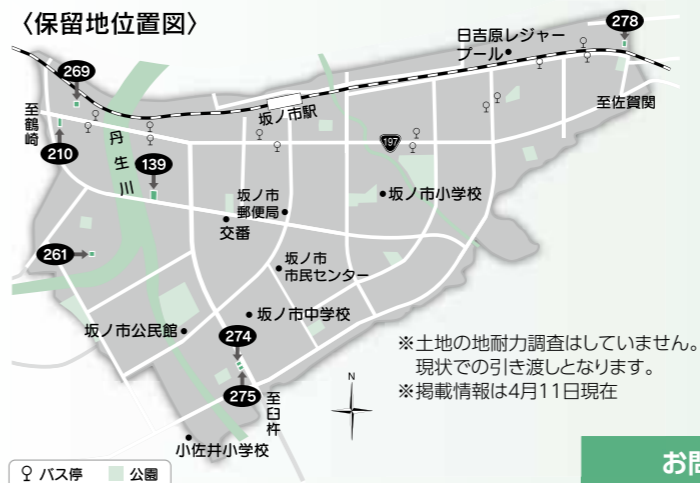 〈保留地位置図〉
278
日吉原レジャー
プール
269
至佐賀関
坂ノ市駅
至鶴崎
197
210
丹生川
139
坂ノ市小学校
坂ノ市
郵便局
交番
261
坂ノ市
市民センター
坂ノ市中学校
坂ノ市公民館
274
※土地の地耐力調査はしていません。
現状での引き渡しとなります。
※掲載情報は4月11日現在
275
至臼杵
N
小佐井小学校
お問
バス停 公園